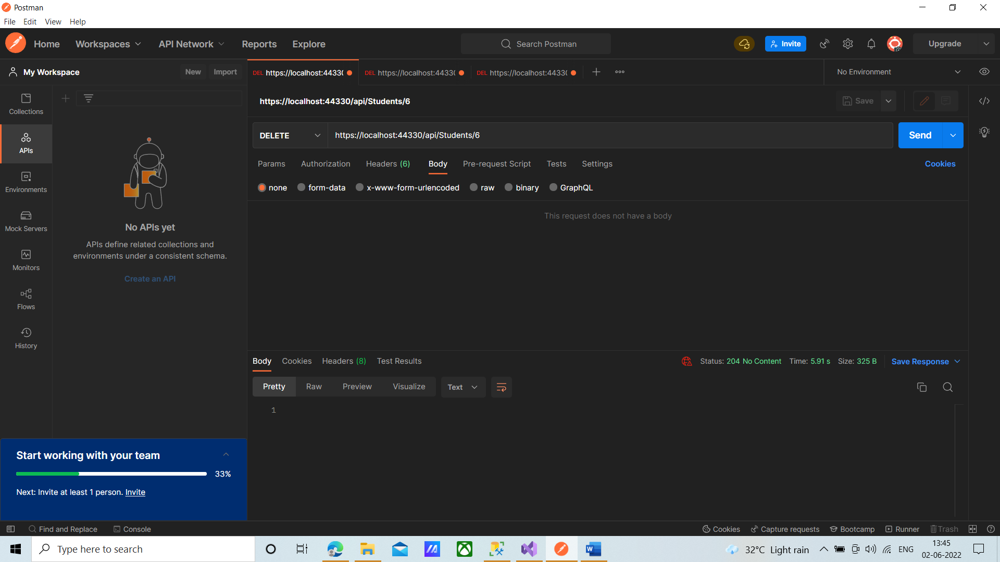 Postman
File Edit View Help
Home Workspaces API Network Reports Explore Search Postman Invite Upgrade
My Workspace New Import
DEL https://localhost:4433( DEL https://localhost:4433( DEL https://localhost:4433( No Environment
https://localhost:44330/api/Students/6 Save
DELETE https://localhost:44330/api/Students/6 Send
Params Authorization Headers (6) Body Pre-request Script Tests Settings Cookies
none form-data x-www-form-urlencoded raw binary GraphQL
This request does not have a body
Collections
APIs
Environments
Mock Servers
Monitors
Flows
History
No APIs yet
APIs define related collections and
environments under a consistent schema.
Create an API
Body Cookies Headers (8) Test Results Status: 204 No Content Time: 5.91 s Size: 325 B Save Response
Pretty Raw Preview Visualize Text
1
Start working with your team
33%
Next: Invite at least 1 person. Invite
Find and Replace Console Cookies Capture requests Bootcamp Runner Trash
Type here to search 32°C Light rain ENG 13:45
02-06-2022